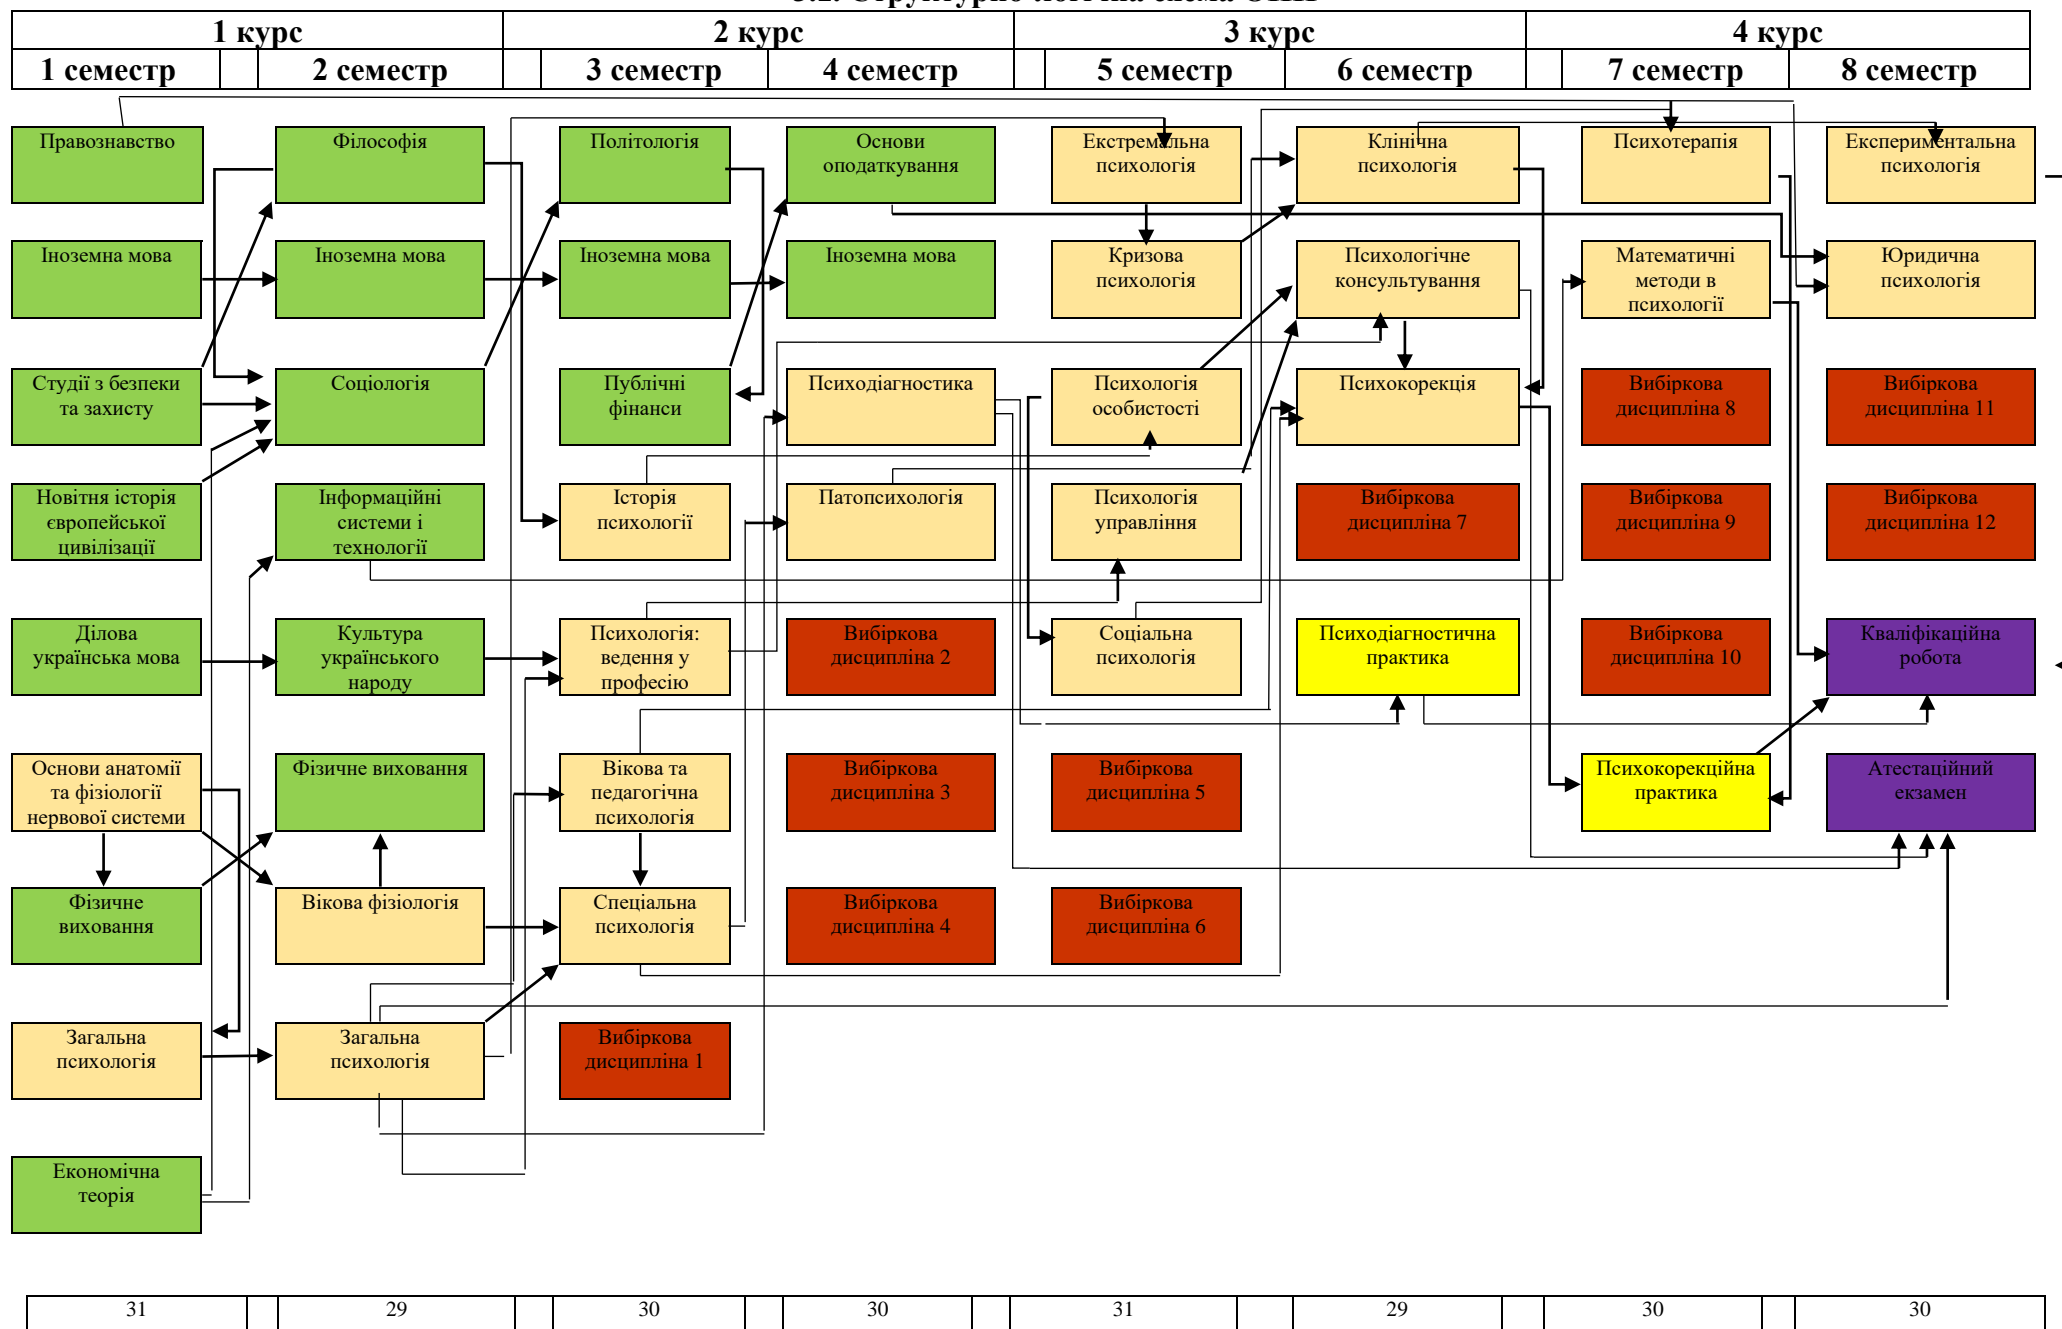 1 курс 2 курс 3 курс 4 курс
1 семестр 2 семестр 3 семестр 4 семестр 5 семестр 6 семестр 7 семестр 8 семестр
Правознавство
Філософія
Політологія
Основи
оподаткування
Екстремальна
психологія
Клінічна
психологія
Психотерапія
Експериментальна
психологія
Іноземна мова
Іноземна мова
Іноземна мова
Іноземна мова
Кризова
психологія
Психологічне
консультування
Математичні
методи в
психології
Юридична
психологія
Студії з безпеки
та захисту
Соціологія
Публічні
фінанси
Психодіагностика
Психологія
особистості
Психокорекція
Вибіркова
дисципліна 8
Вибіркова
дисципліна 11
Новітня історія
європейської
цивілізації
Інформаційні
системи і
технології
Історія
психології
Патопсихологія
Психологія
управління
Вибіркова
дисципліна 7
Вибіркова
дисципліна 9
Вибіркова
дисципліна 12
Ділова
українська мова
Культура
українського
народу
Психологія:
ведення у
професію
Вибіркова
дисципліна 2
Соціальна
психологія
Психодіагностична
практика
Вибіркова
дисципліна 10
Кваліфікаційна
робота
Основи анатомії
та фізіології
нервової системи
Фізичне виховання
Вікова та
педагогічна
психологія
Вибіркова
дисципліна 3
Вибіркова
дисципліна 5
Психокорекційна
практика
Атестаційний
екзамен
Фізичне
виховання
Вікова фізіологія
Спеціальна
психологія
Вибіркова
дисципліна 4
Вибіркова
дисципліна 6
Загальна
психологія
Загальна
психологія
Вибіркова
дисципліна 1
Економічна
теорія
31 29 30 30 31 29 30 30